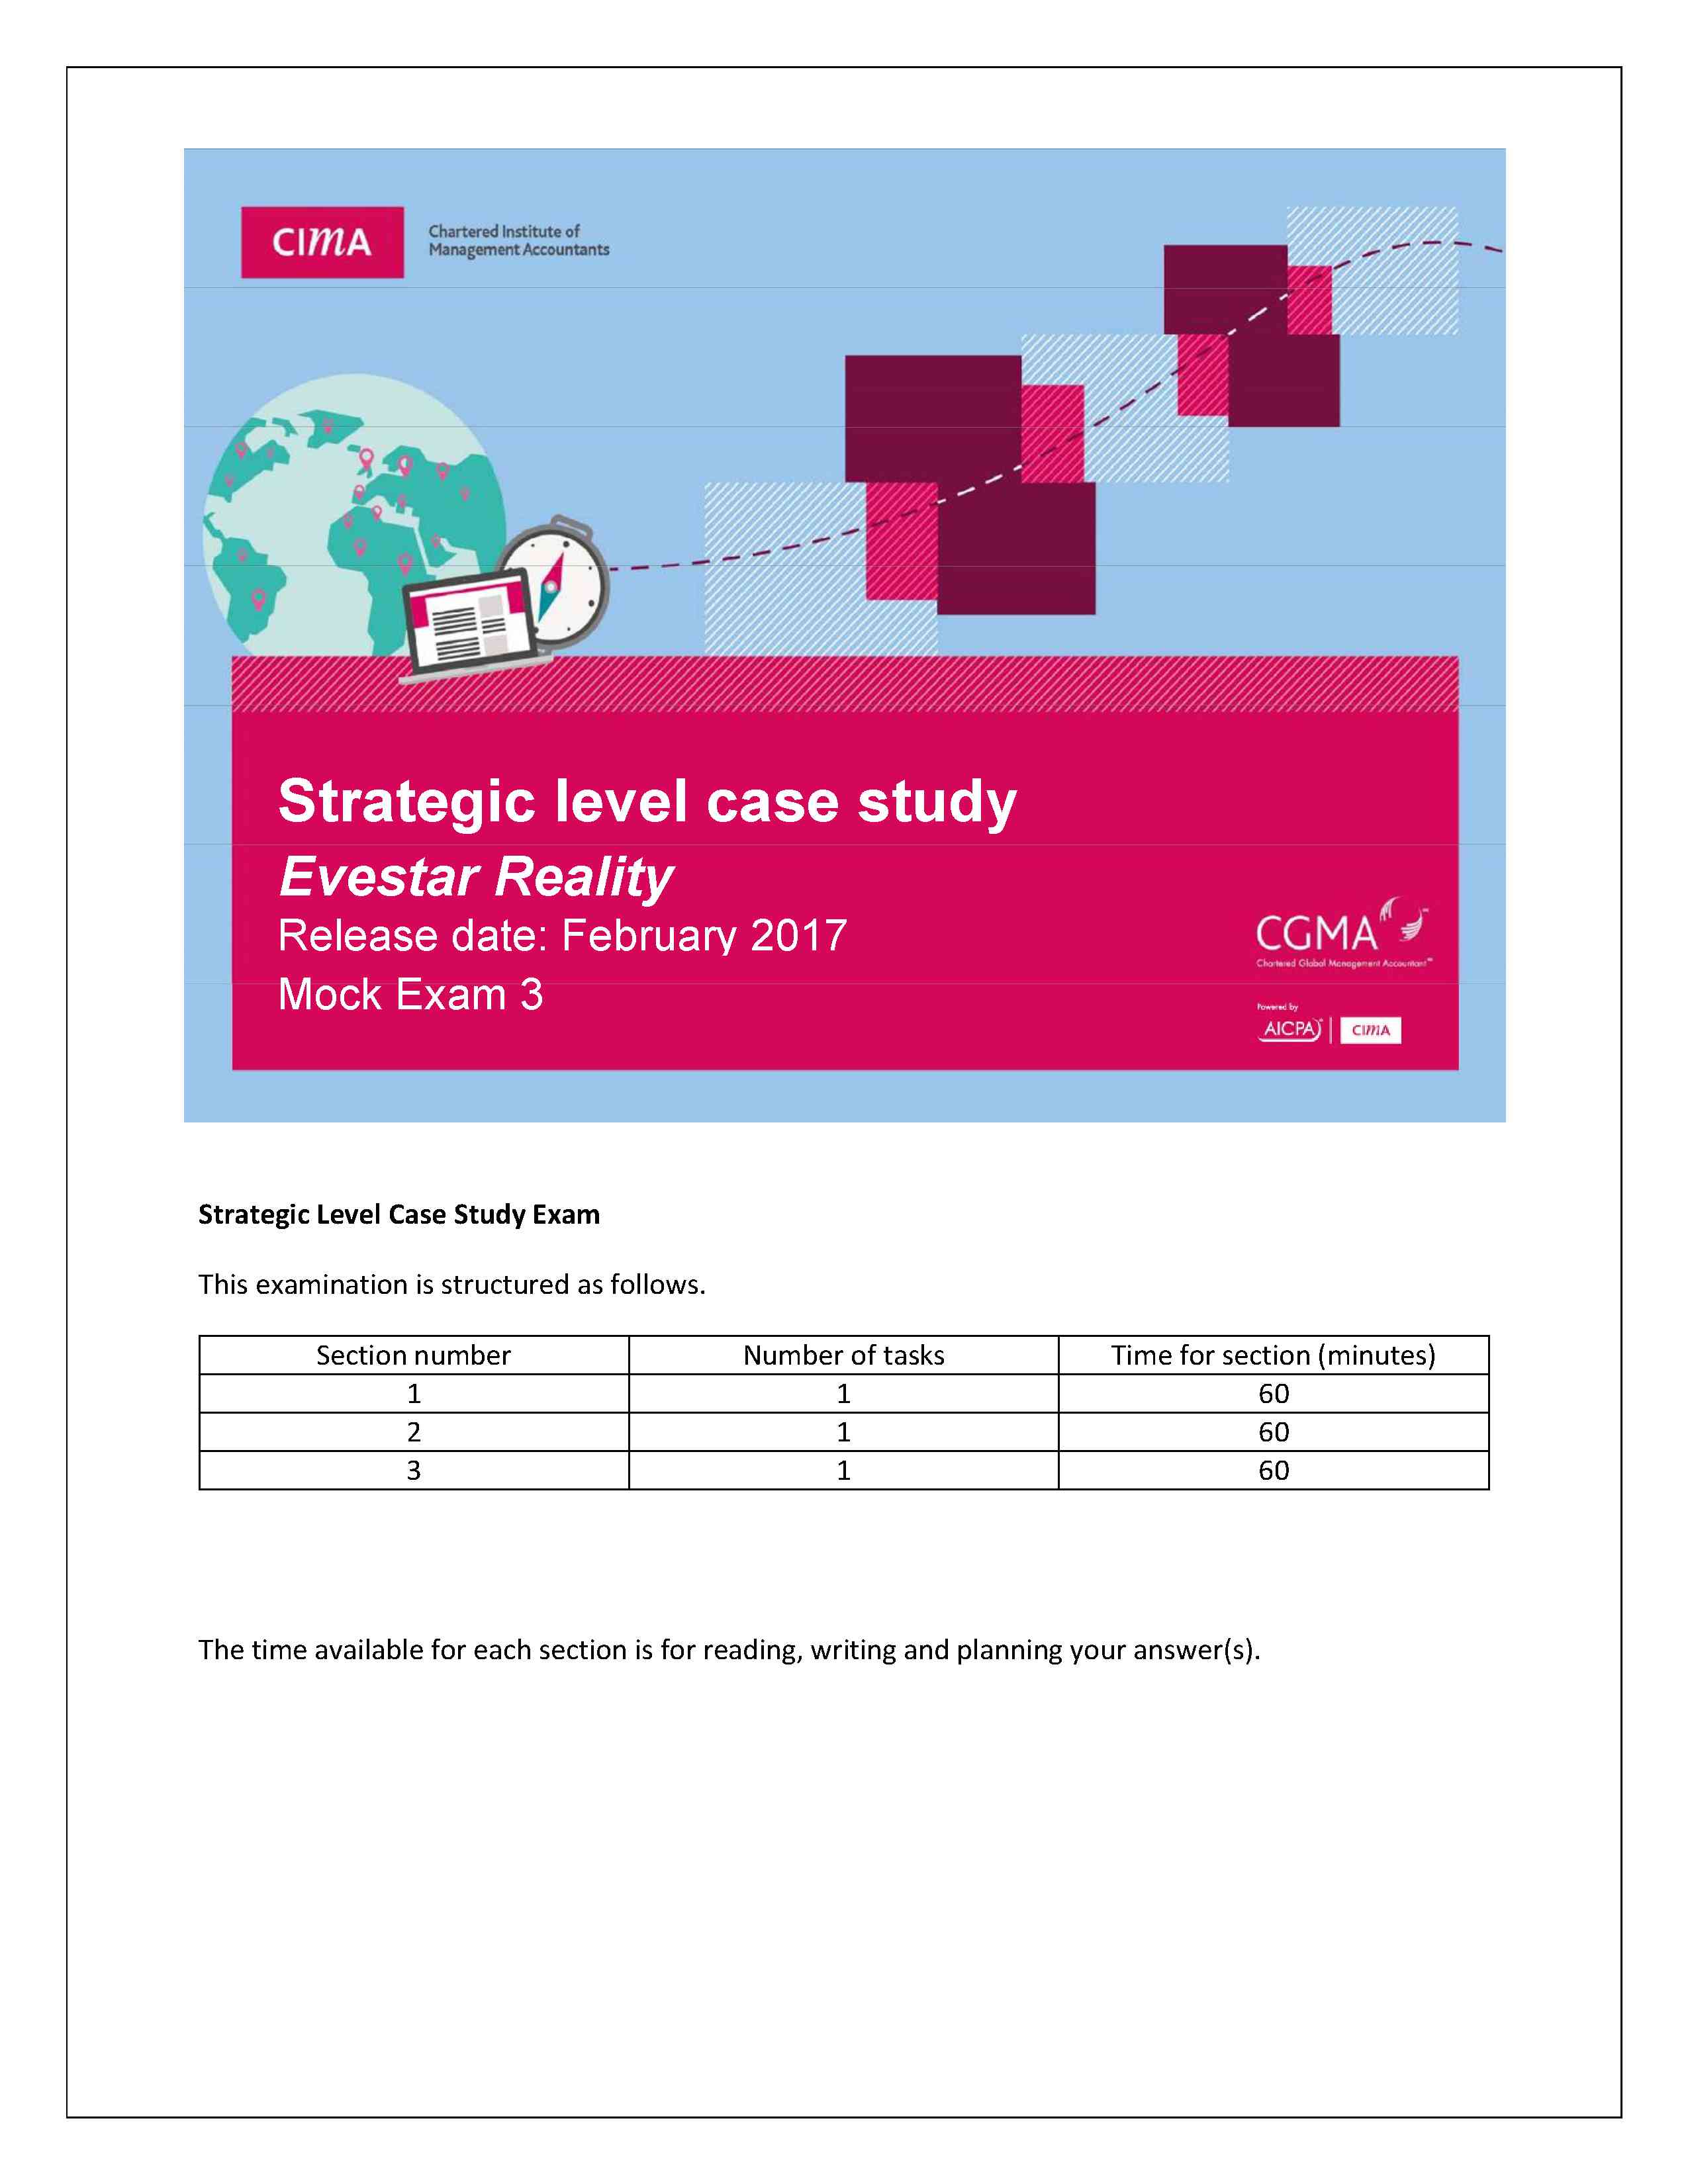 CIMA
Chartered Institute of
Management Accountants
Strategic level case study
Evestar Reality
Release date: February 2017
Mock Exam 3
CGMA
Chartered Global Management Accountant
Powered by
AICPA
CIMA
Strategic Level Case Study Exam
This examination is structured as follows.
Section number Number of tasks Time for section (minutes)
1 1 60
2 1 60
3 1 60
The time available for each section is for reading, writing and planning your answer(s).